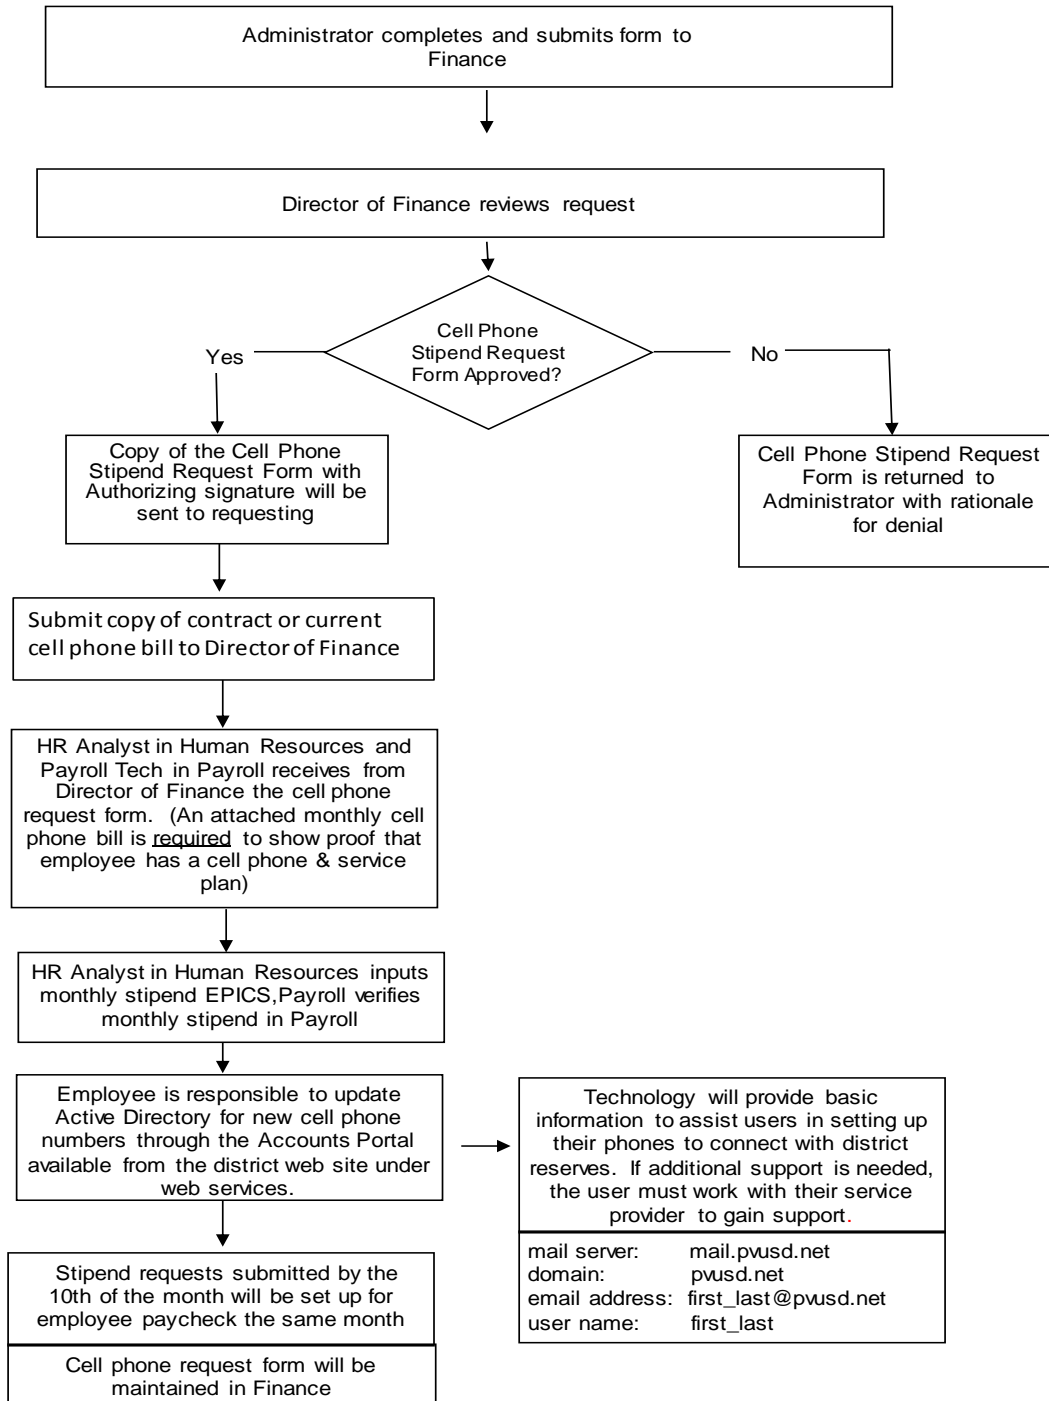 Administrator completes and submits form to
Finance
Director of Finance reviews request
Cell Phone
Stipend Request
Form Approved?
Yes
No
Copy of the Cell Phone
Stipend Request Form with
Authorizing signature will be
sent to requesting
Cell Phone Stipend Request
Form is returned to
Administrator with rationale
for denial
Submit copy of contract or current
cell phone bill to Director of Finance
HR Analyst in Human Resources and
Payroll Tech in Payroll receives from
Director of Finance the cell phone
request form. (An attached monthly cell
phone bill is required to show proof that
employee has a cell phone & service
plan)
HR Analyst in Human Resources inputs
monthly stipend EPICS,Payroll verifies
monthly stipend in Payroll
Employee is responsible to update
Active Directory for new cell phone
numbers through the Accounts Portal
available from the district web site under
web services.
Technology will provide basic
information to assist users in setting up
their phones to connect with district
reserves. If additional support is needed,
the user must work with their service
provider to gain support.
mail server: mail.pvusd.net
domain: pvusd.net
email address: first_last@pvusd.net
user name: first_last
Stipend requests submitted by the
10th of the month will be set up for
employee paycheck the same month
Cell phone request form will be
maintained in Finance